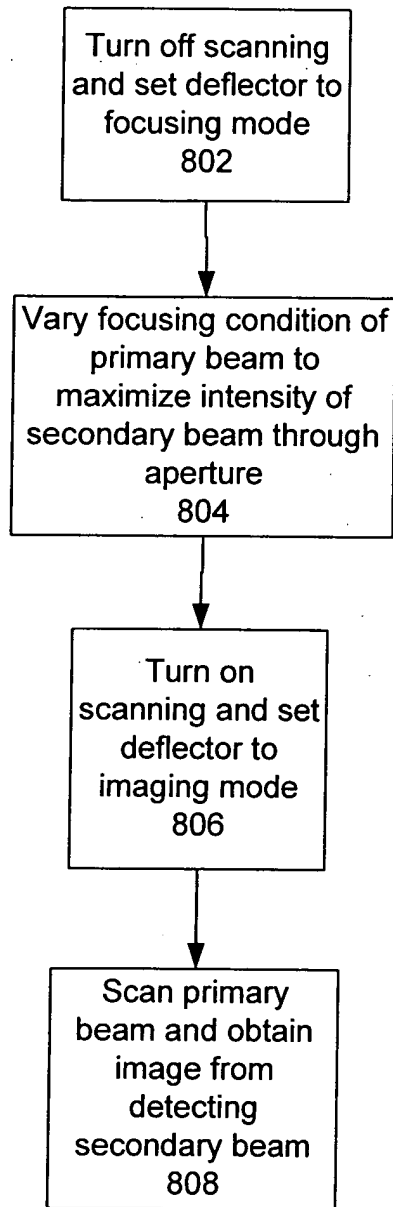 Turn off scanning
and set deflector to
focusing mode
802
Vary focusing condition of
primary beam to
maximize intensity of
secondary beam through
aperture
804
Turn on
scanning and set
deflector to
imaging mode
806
Scan primary
beam and obtain
image from
detecting
secondary beam
808